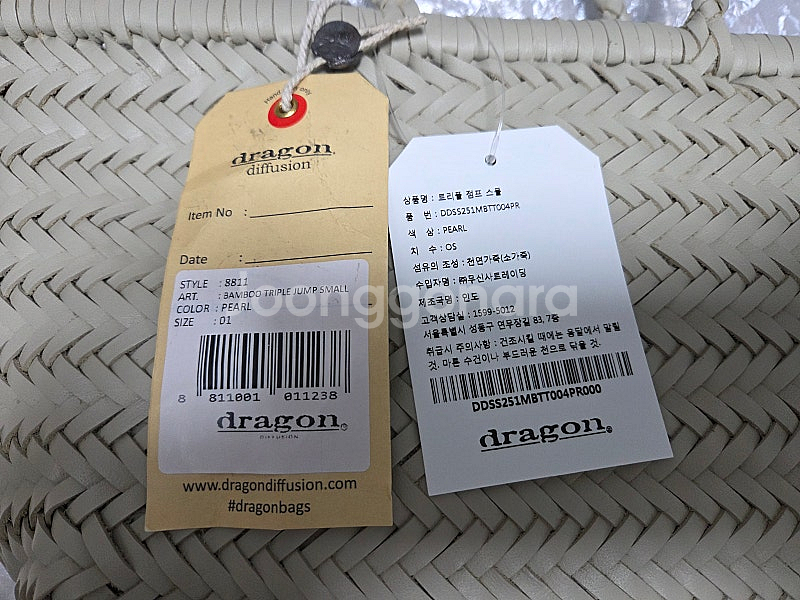 Hand only
dragon
diffusion
Item No : 
Date :
STYLE : 8811
ART. : BAMBOO TRIPLE JUMP SMALL
COLOR : PEARL
SIZE : 01
8 811001 011238
dragon
DIFFUSION
www.dragondiffusion.com
#dragonbags
상품명 : 트리플 점프 스몰
품 번 : DDSS251MBTT004PR
색 상 : PEARL
치 수 : OS
섬유의 조성 : 천연가죽(소가죽)
수입자명 : ㈜무신사트레이딩
제조국명 : 인도
고객상담실 : 1599-5012
서울특별시 성동구 연무장길 83, 7층
취급시 주의사항 : 건조시킬 때에는 응달에서 말릴
것. 마른 수건이나 부드러운 천으로 닦을 것.
DDSS251MBTT004PR000
dragon